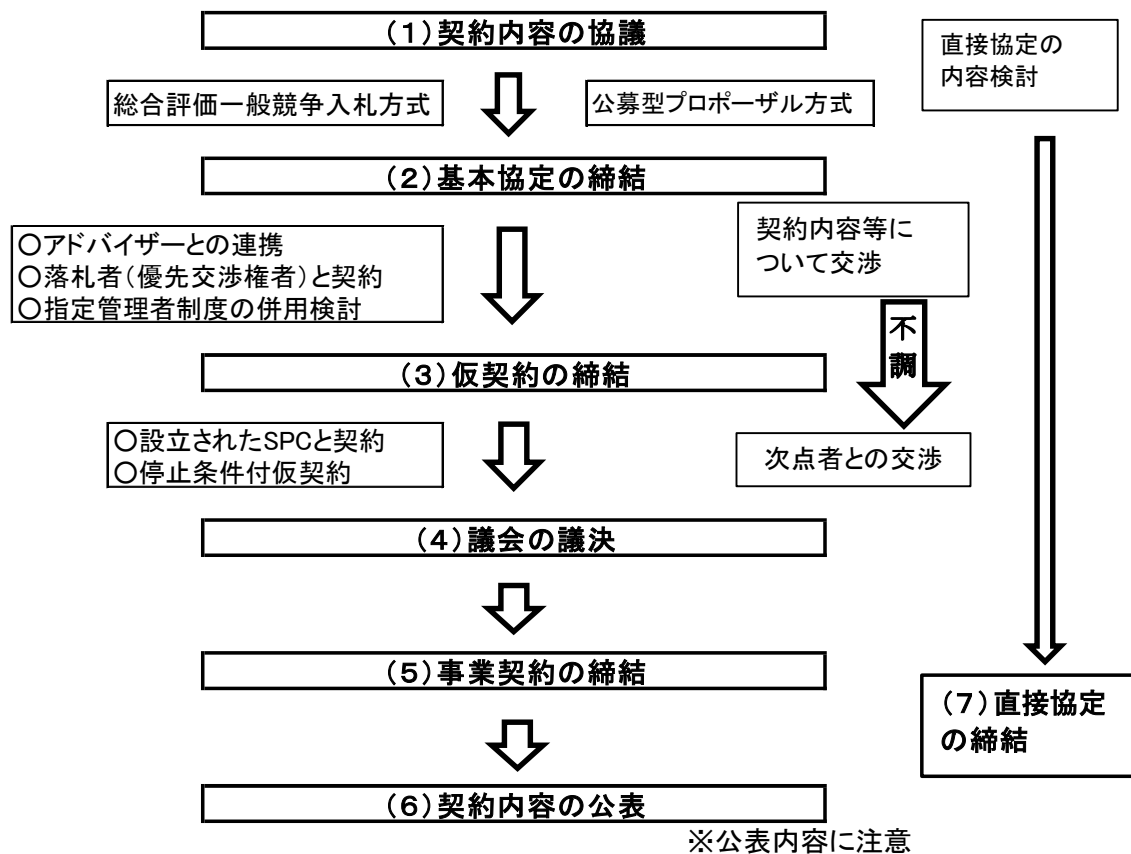 (1)契約内容の協議
直接協定の
内容検討
総合評価一般競争入札方式
公募型プロポーザル方式
(2)基本協定の締結
○アドバイザーとの連携
○落札者(優先交渉権者)と契約
○指定管理者制度の併用検討
契約内容等に
ついて交渉
不
調
(3)仮契約の締結
○設立されたSPCと契約
○停止条件付仮契約
次点者との交渉
(4)議会の議決
(5)事業契約の締結
(7)直接協定
の締結
(6)契約内容の公表
※公表内容に注意